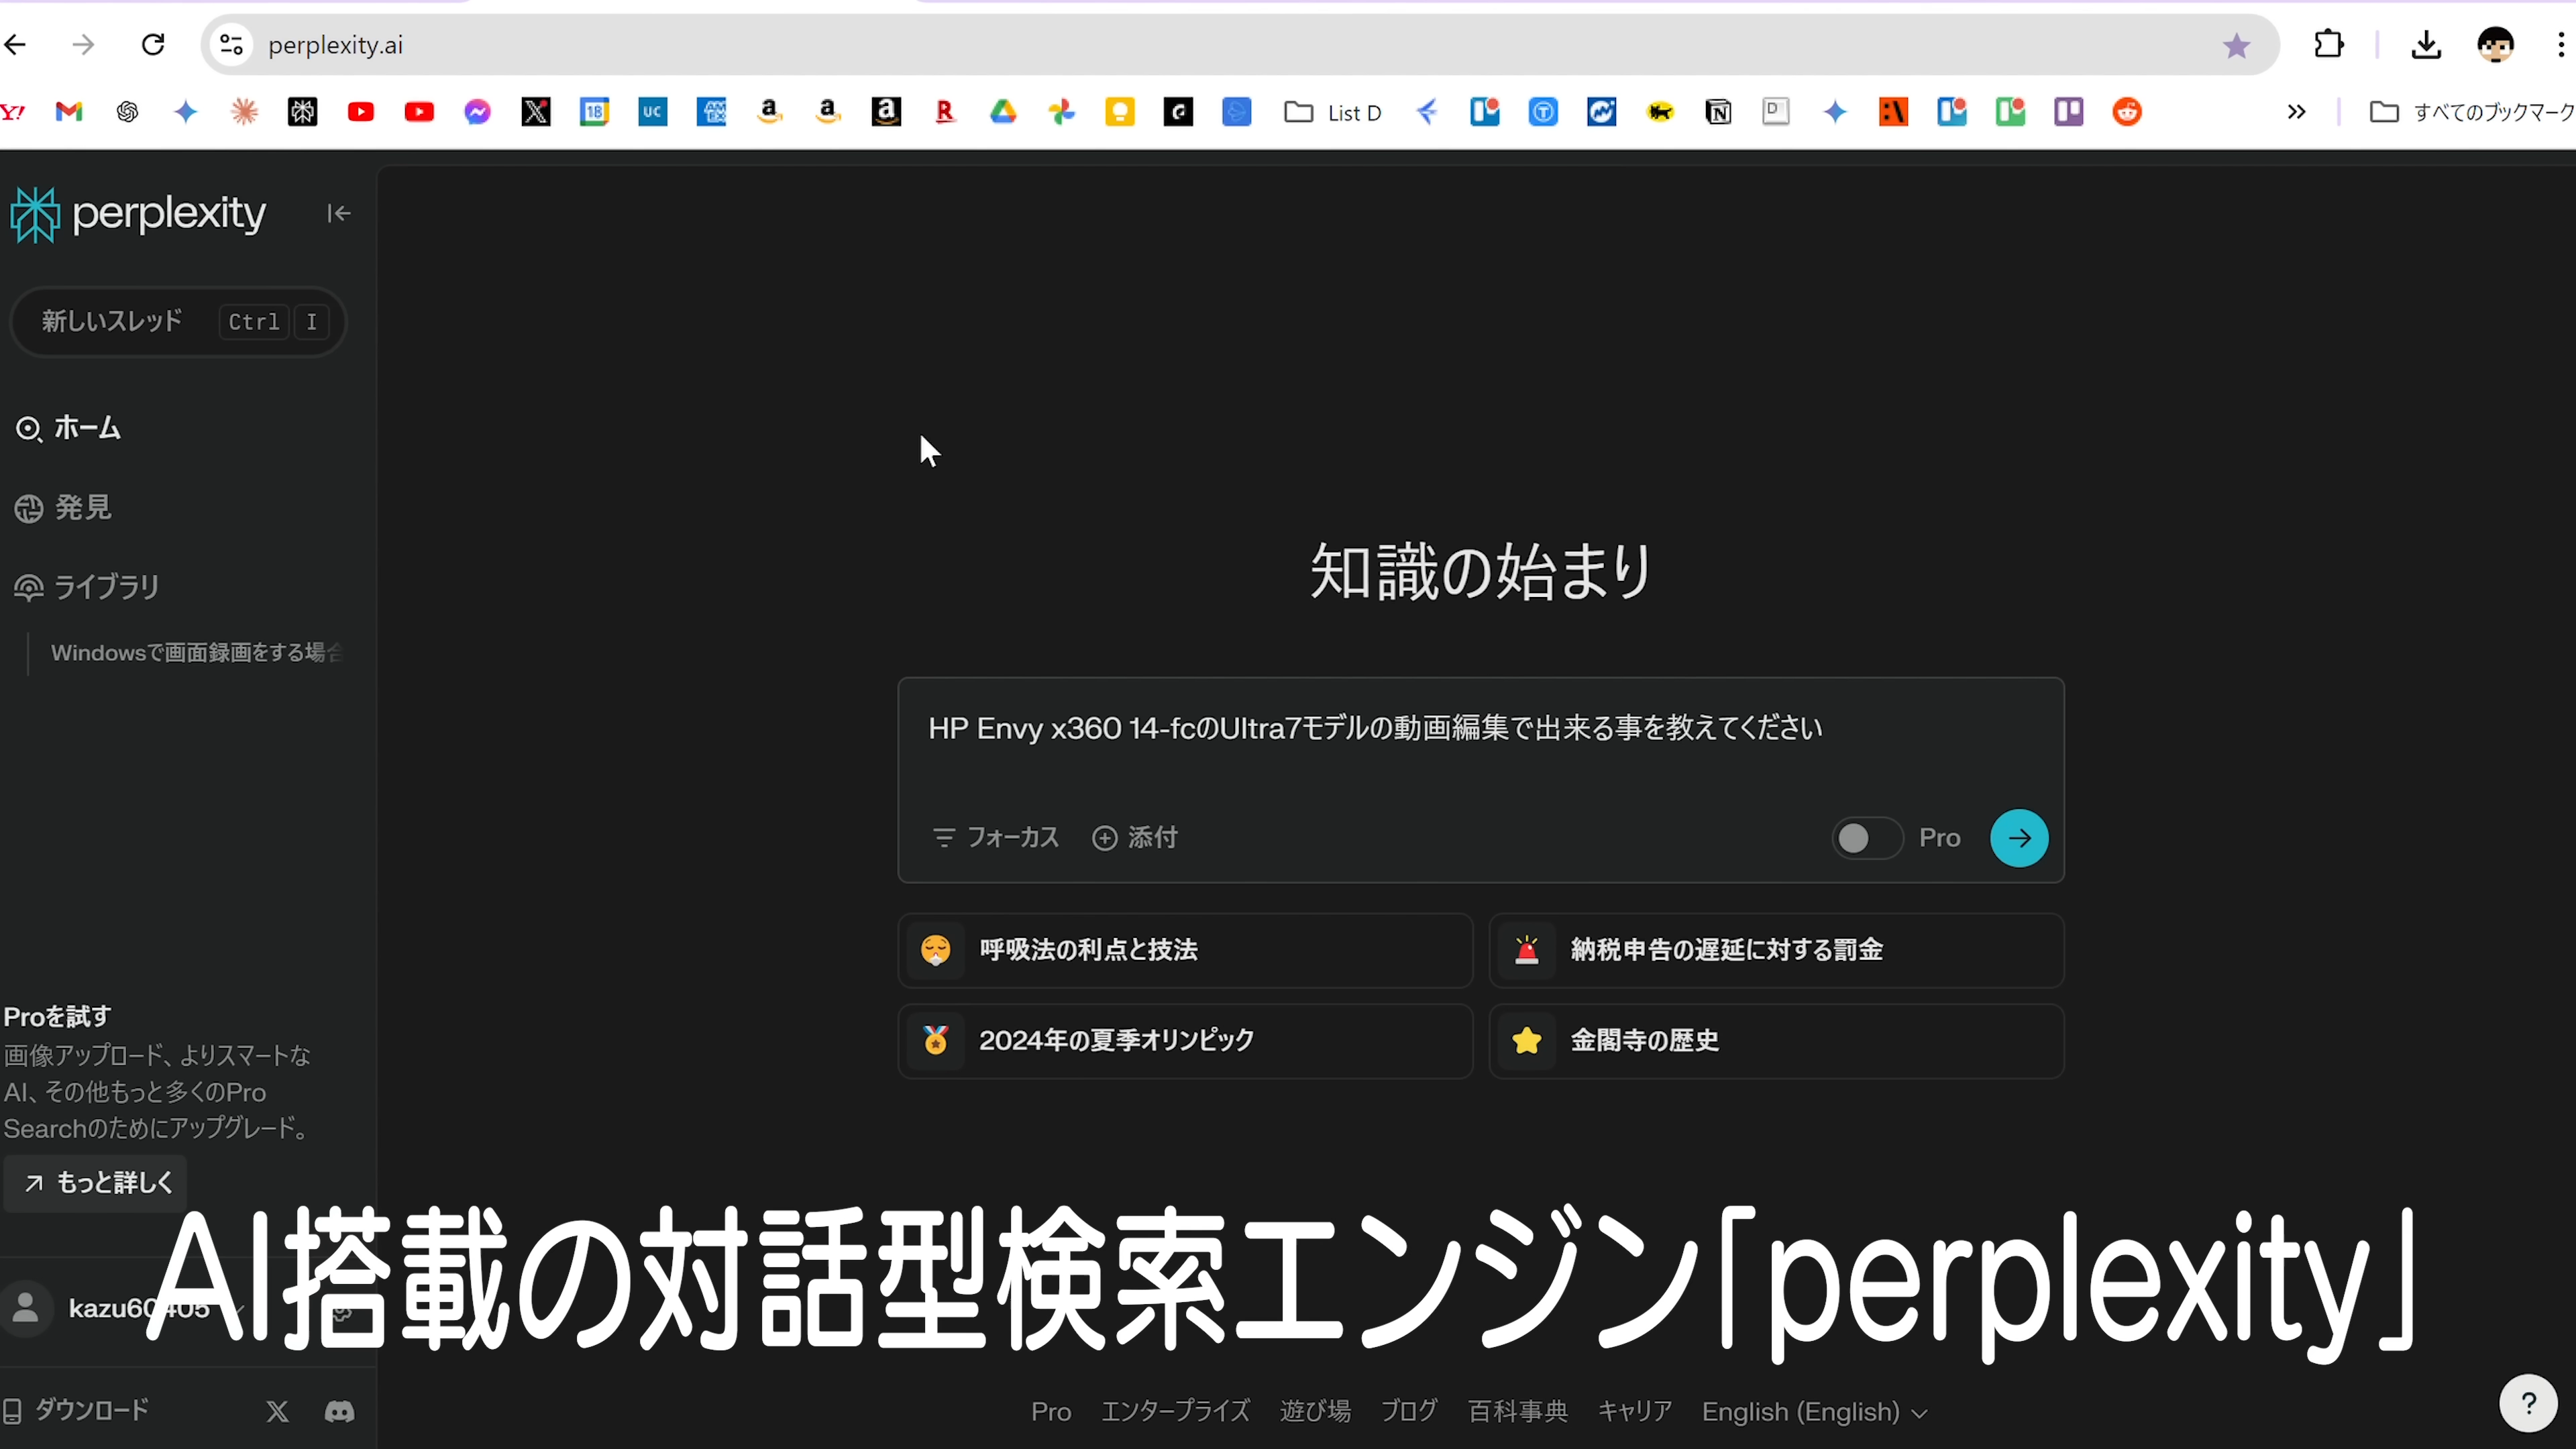 perplexity.ai
List D
すべてのブックマーク
perplexity
新しいスレッド Ctrl I
ホーム
発見
ライブラリ
Windowsで画面録画をする場合
知識の始まり
HP Envy x360 14-fcのUltra7モデルの動画編集で出来る事を教えてください
フォーカス 添付 Pro
呼吸法の利点と技法
納税申告の遅延に対する罰金
2024年の夏季オリンピック
金閣寺の歴史
Proを試す
画像アップロード、よりスマートな
AI、その他もっと多くのPro
Searchのためにアップグレード。
もっと詳しく
AI搭載の対話型検索エンジン「perplexity」
kazu60405
ダウンロード
Pro エンタープライズ 遊び場 ブログ 百科事典 キャリア English (English)
?